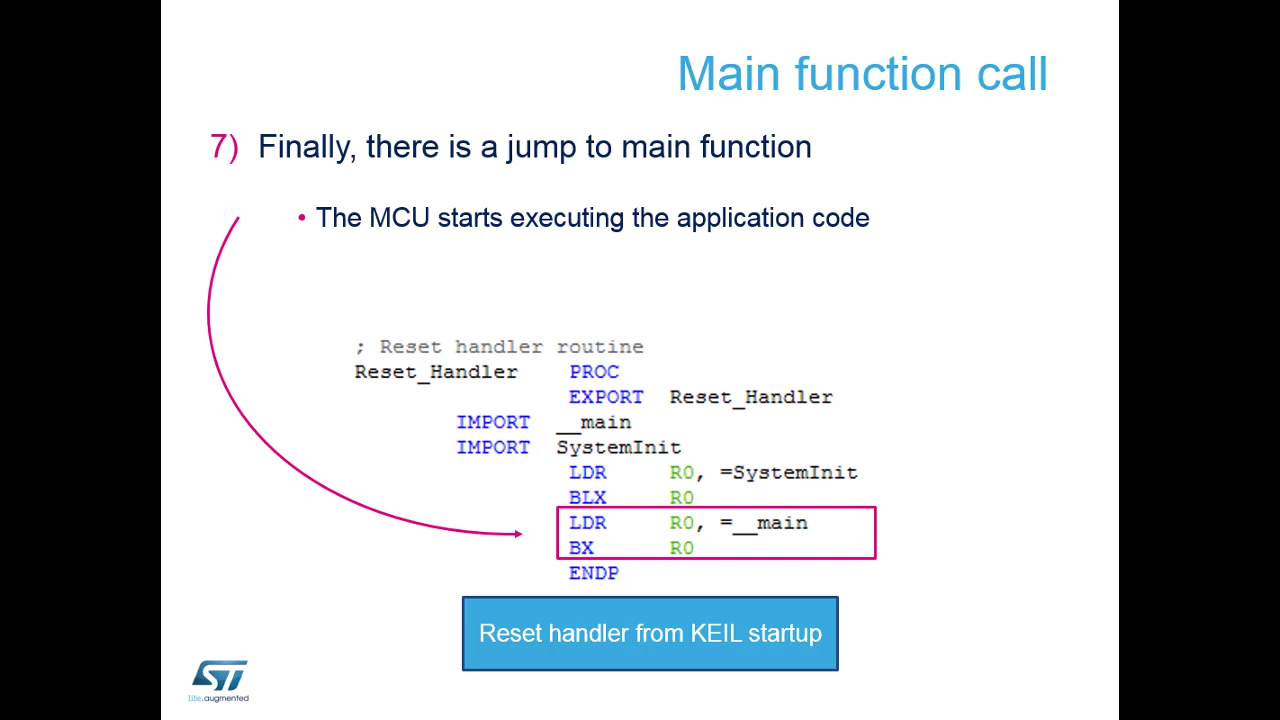 Main function call
7) Finally, there is a jump to main function
• The MCU starts executing the application code
; Reset handler routine
Reset_Handler PROC
EXPORT Reset_Handler
IMPORT __main
IMPORT SystemInit
LDR R0, =SystemInit
BLX R0
LDR R0, =__main
BX R0
ENDP
Reset handler from KEIL startup
ST
life.augmented